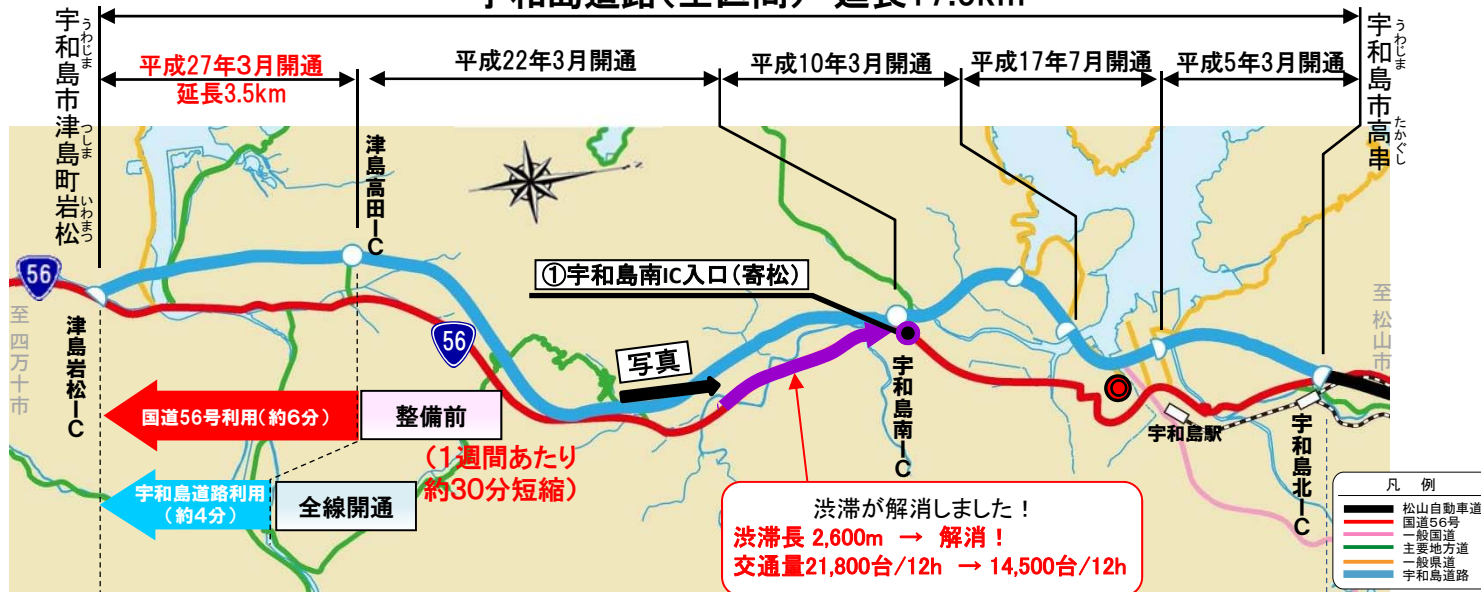 宇和島道路(全区間) 延長17.3km
宇和島市津島町岩松
うわじま
つしま
いわまつ
宇和島市高串
うわじま
たかぐし
平成27年3月開通
延長3.5km
平成22年3月開通
平成10年3月開通
平成17年7月開通
平成5年3月開通
津島高田IC
①宇和島南IC入口(寄松)
56
56
至四万十市
至松山市
津島岩松IC
写真
宇和島南IC
宇和島駅
宇和島北IC
国道56号利用(約6分)
整備前
(1週間あたり
約30分短縮)
宇和島道路利用
(約4分)
全線開通
渋滞が解消しました!
渋滞長 2,600m → 解消!
交通量21,800台/12h → 14,500台/12h
凡 例
松山自動車道
国道56号
一般国道
主要地方道
一般県道
宇和島道路